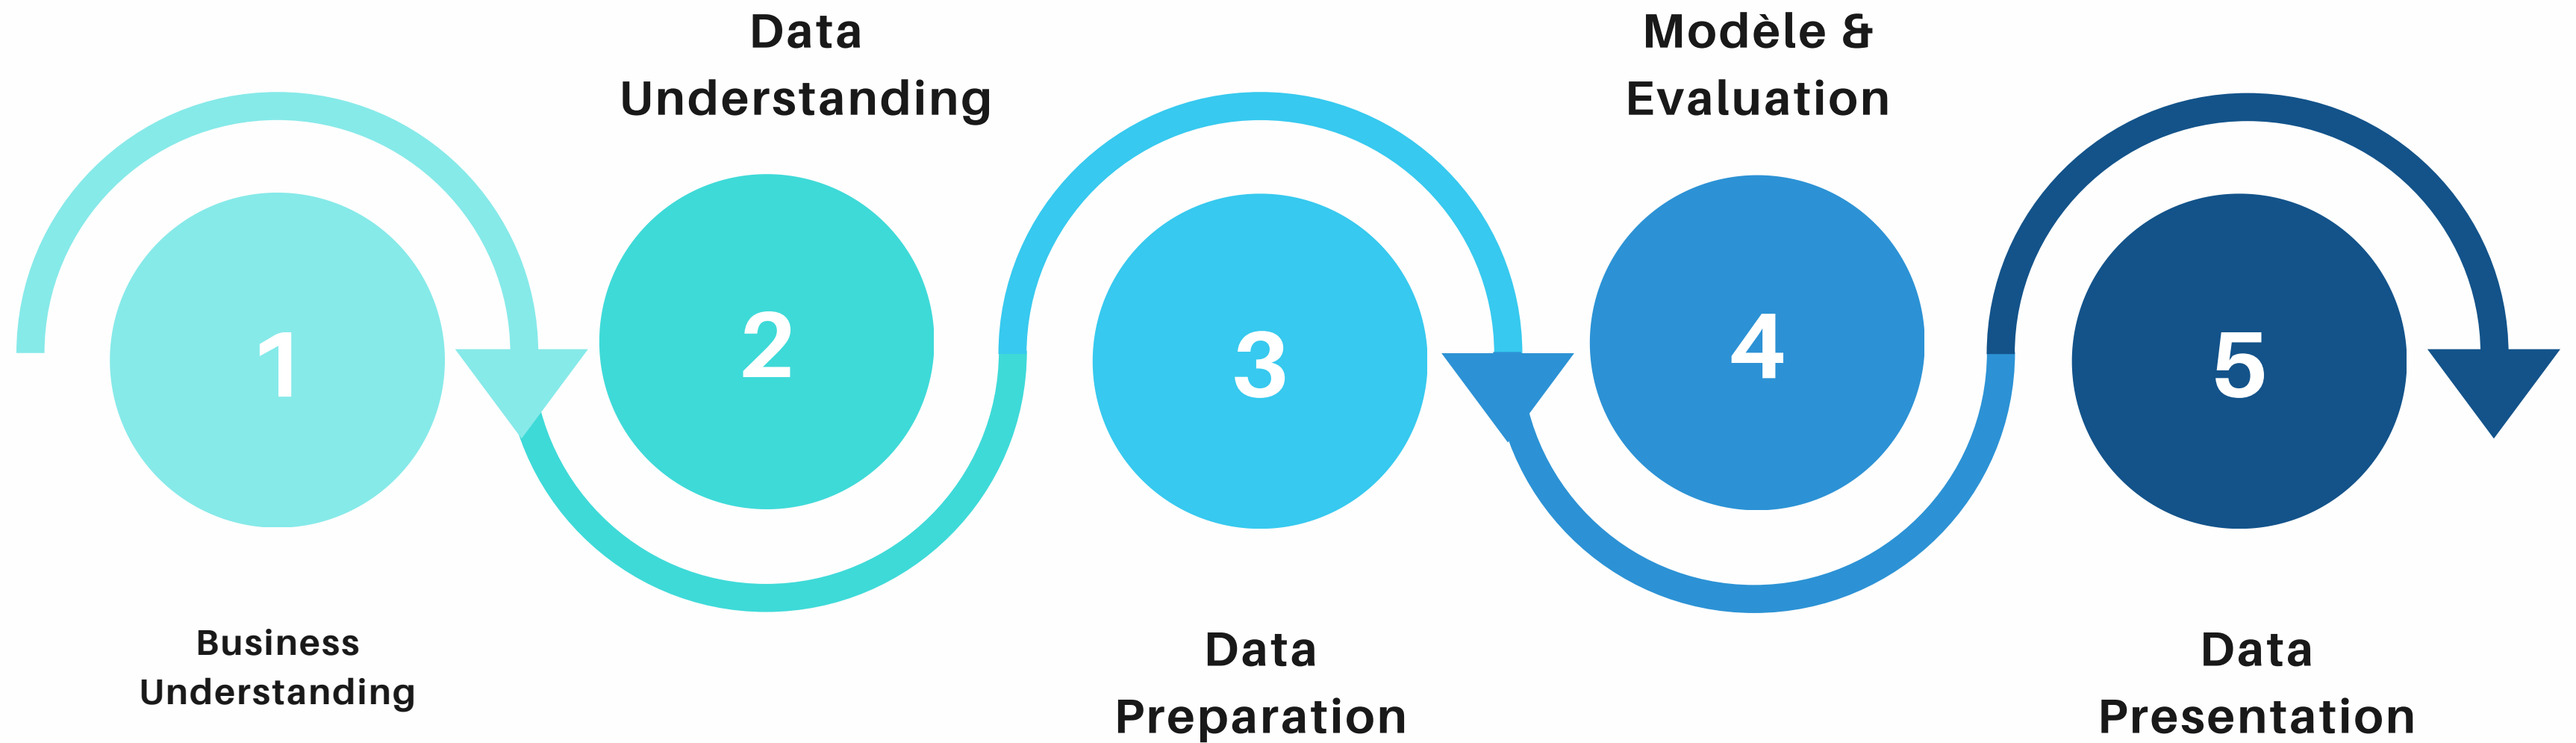 1
Business
Understanding
Data
Understanding
2
3
Data
Preparation
Modèle &
Evaluation
4
5
Data
Presentation